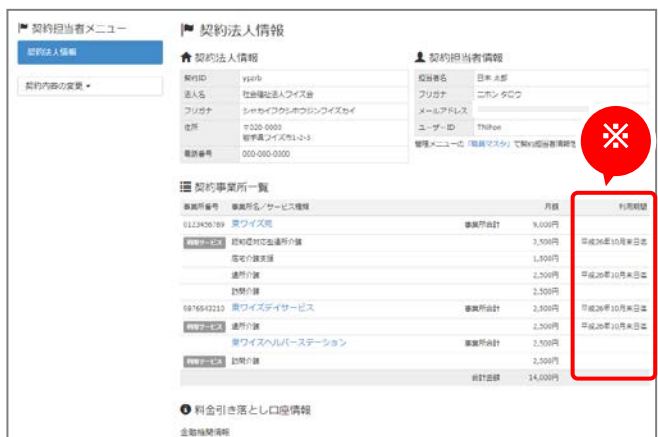 契約担当者メニュー
契約法人情報
契約内容の変更
契約法人情報
契約法人情報
契約ID yserb
法人名 社会福祉法人ワイズ会
フリガナ シャカイフクシホウジンワイズカイ
住所 〒020-0000
岩手県ワイズ市1-2-3
電話番号 000-000-0000
契約担当者情報
担当者名 日本 太郎
フリガナ ニホン タロウ
メールアドレス
ユーザーID TNihon
管理メニューの「職員マスタ」で契約担当者情報を
※
契約事業所一覧
事業所番号 事業所名/サービス種類 月額 利用期間
0123456789 東ワイズ苑 事業所合計 9,000円
利用サービス 認知症対応型通所介護 2,500円 平成26年10月末日迄
居宅介護支援 1,500円
通所介護 2,500円 平成26年10月末日迄
訪問介護 2,500円
9876543210 東ワイズデイサービス 事業所合計 2,500円 平成26年10月末日迄
利用サービス 通所介護 2,500円 平成26年10月末日迄
東ワイズヘルパーステーション 事業所合計 2,500円
利用サービス 訪問介護 2,500円
合計金額 14,000円
料金引き落とし口座情報
金融機関情報